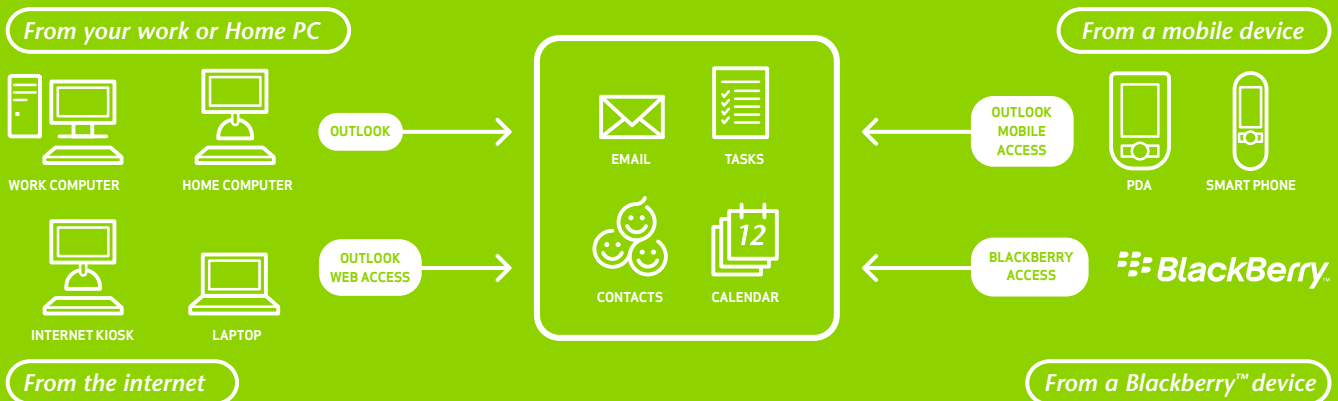 From your work or Home PC
WORK COMPUTER
HOME COMPUTER
OUTLOOK
INTERNET KIOSK
LAPTOP
OUTLOOK
WEB ACCESS
From the internet
EMAIL
TASKS
CONTACTS
12
CALENDAR
From a mobile device
OUTLOOK
MOBILE
ACCESS
PDA
SMART PHONE
BLACKBERRY
ACCESS
BlackBerry™
From a Blackberry™ device